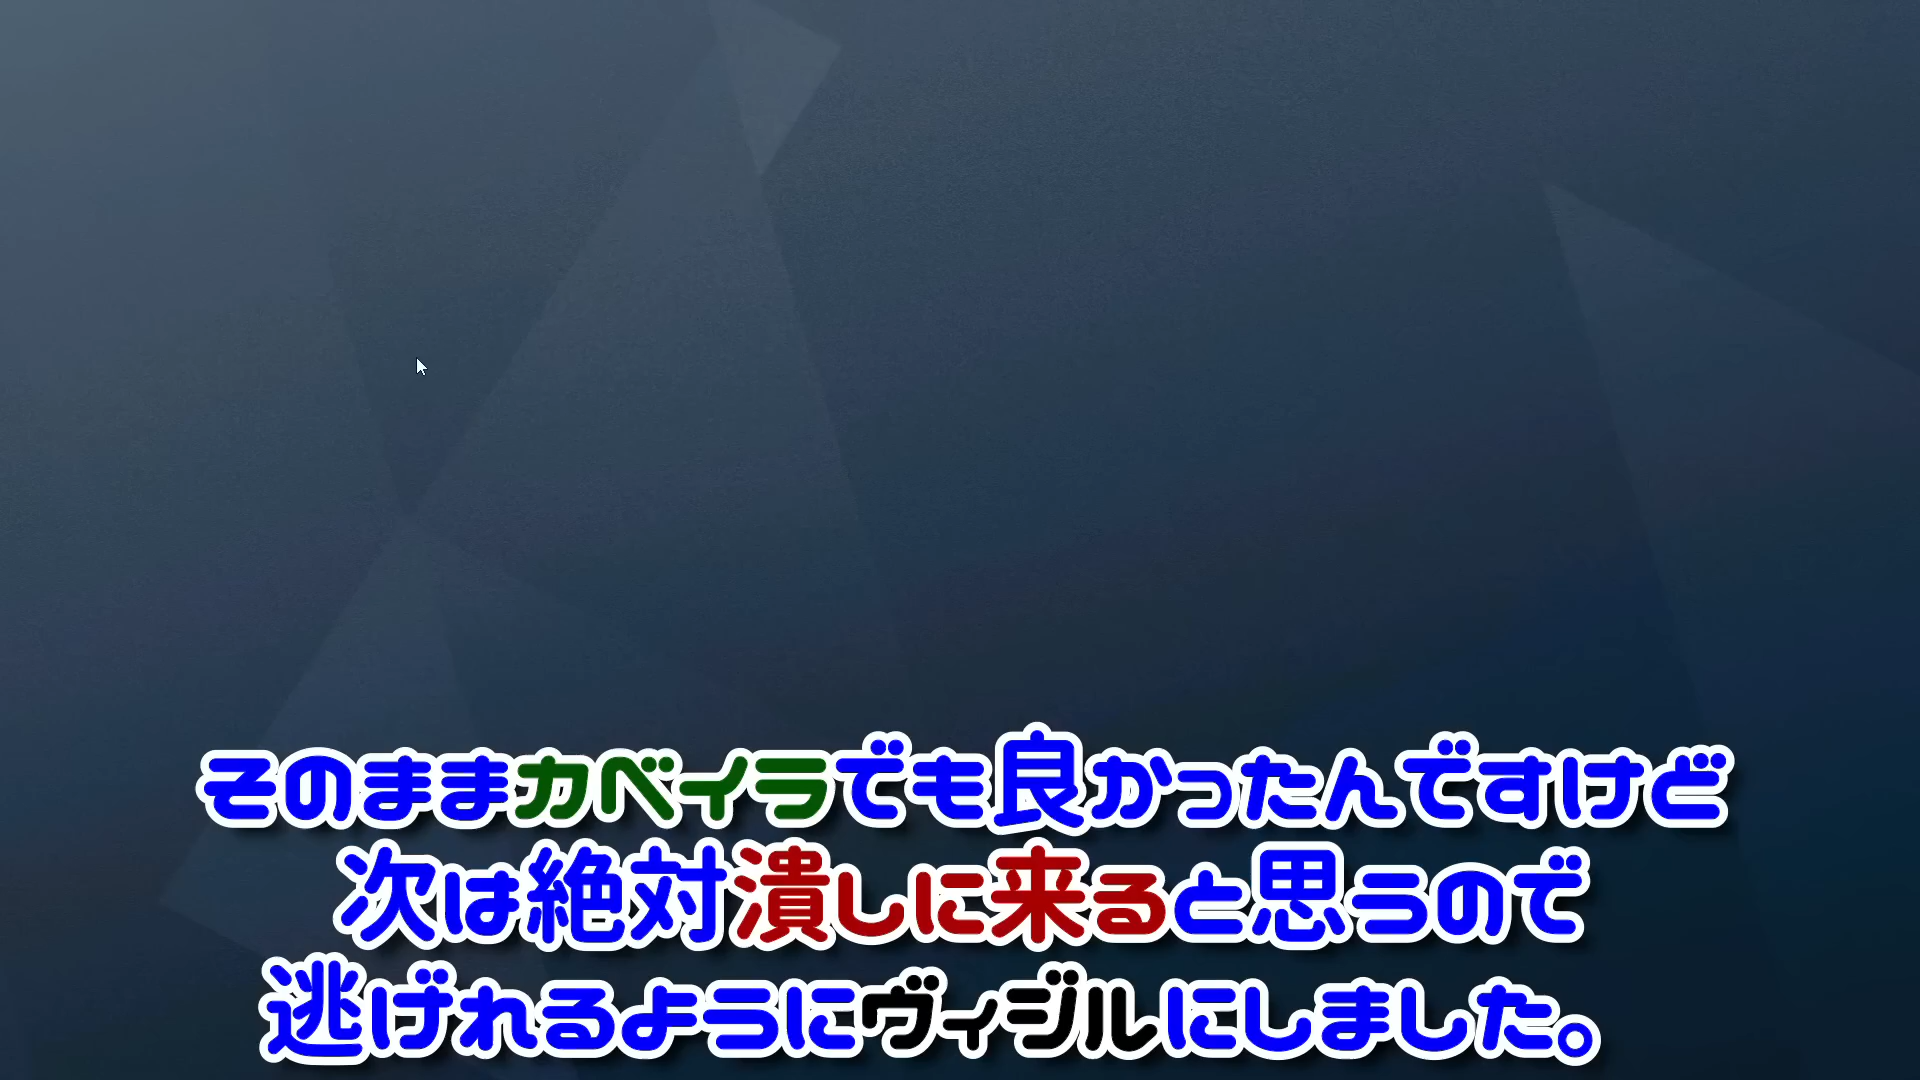 そのままカベイラでも良かったんですけど
次は絶対潰しに来ると思うので
逃げれるようにヴィジルにしました。